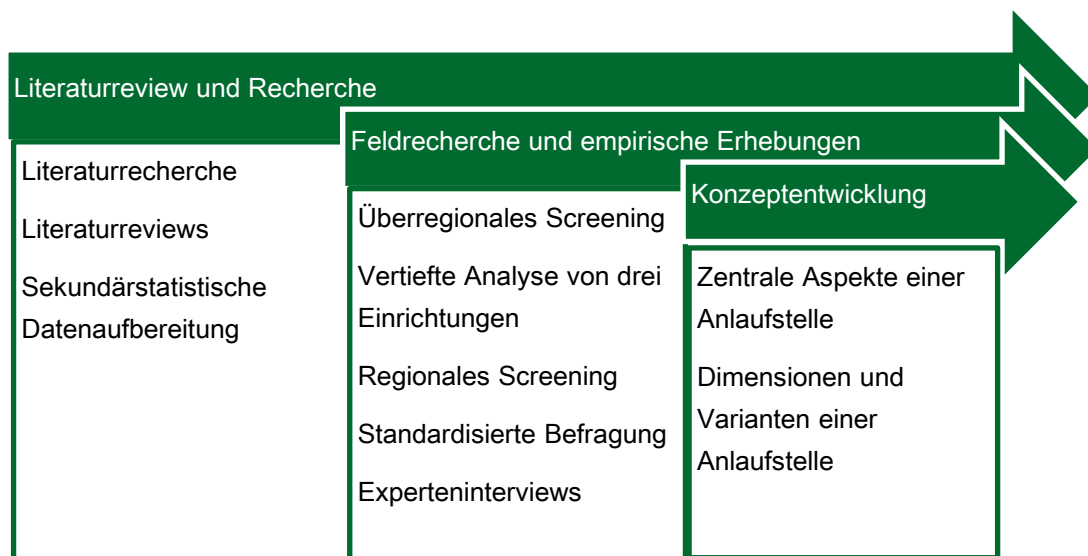 Literaturreview und Recherche
Literaturrecherche
Literaturreviews
Sekundärstatistische
Datenaufbereitung
Feldrecherche und empirische Erhebungen
Überregionales Screening
Vertiefte Analyse von drei
Einrichtungen
Regionales Screening
Standardisierte Befragung
Experteninterviews
Konzeptentwicklung
Zentrale Aspekte einer
Anlaufstelle
Dimensionen und
Varianten einer
Anlaufstelle